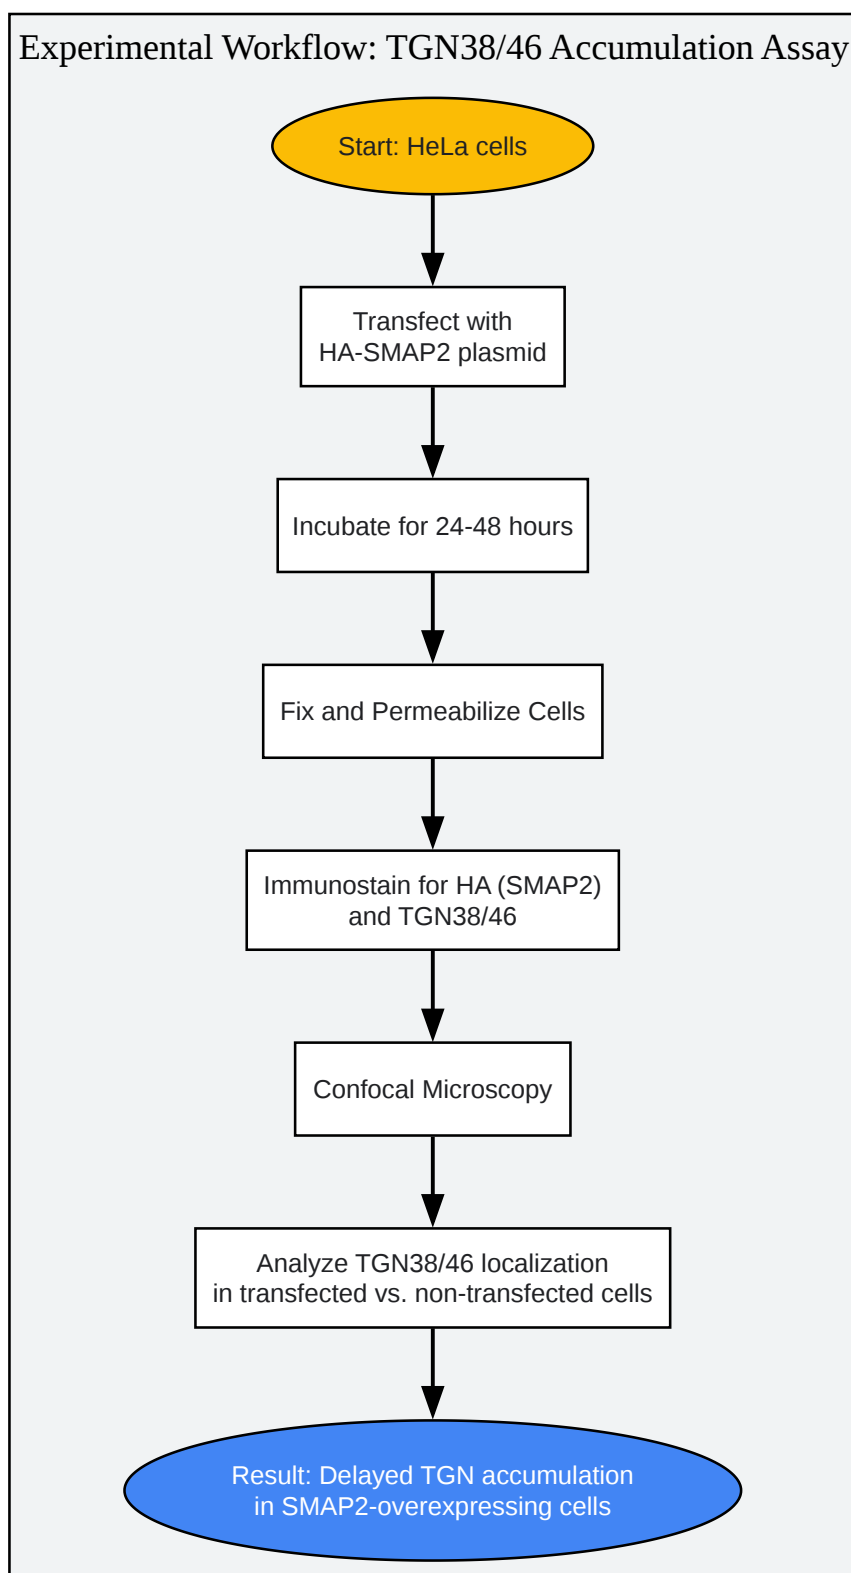 Experimental Workflow: TGN38/46 Accumulation Assay
Start: HeLa cells
Transfect with
HA-SMAP2 plasmid
Incubate for 24-48 hours
Fix and Permeabilize Cells
Immunostain for HA (SMAP2)
and TGN38/46
Confocal Microscopy
Analyze TGN38/46 localization
in transfected vs. non-transfected cells
Result: Delayed TGN accumulation
in SMAP2-overexpressing cells